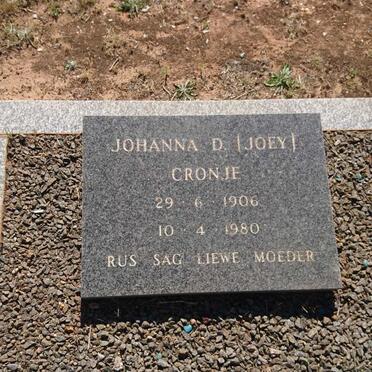 JOHANNA D. [JOEY]
CRONJE
29 · 6 · 1906
10 · 4 · 1980
RUS SAG LIEWE MOEDER